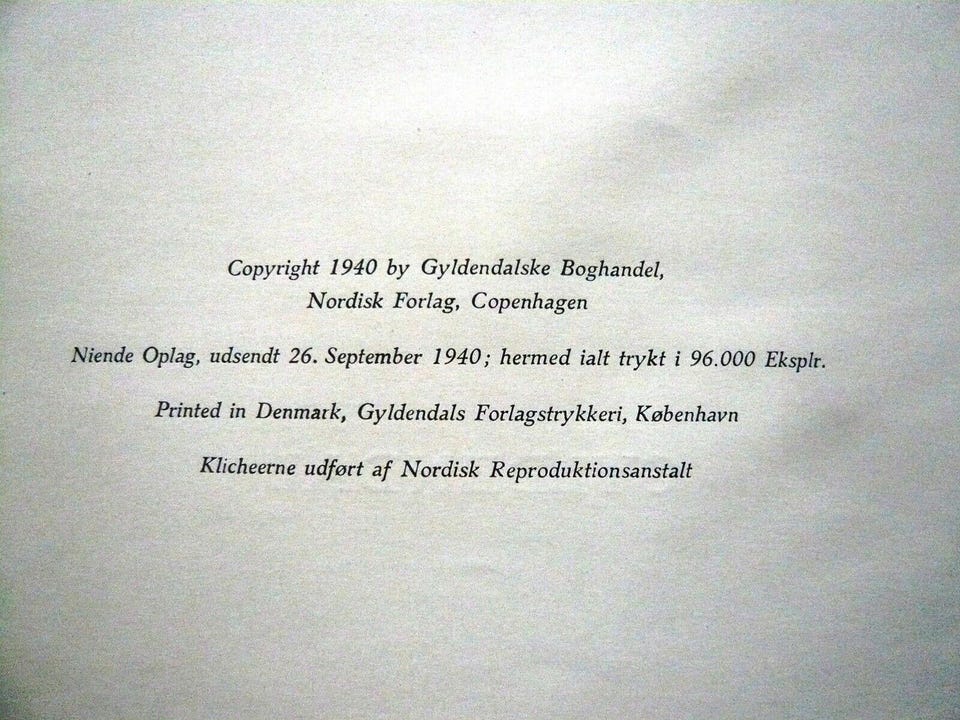 Copyright 1940 by Gyldendalske Boghandel,
Nordisk Forlag, Copenhagen
Niende Oplag, udsendt 26. September 1940; hermed ialt trykt i 96.000 Eksplr.
Printed in Denmark, Gyldendals Forlagstrykkeri, København
Klicheerne udført af Nordisk Reproduktionsanstalt